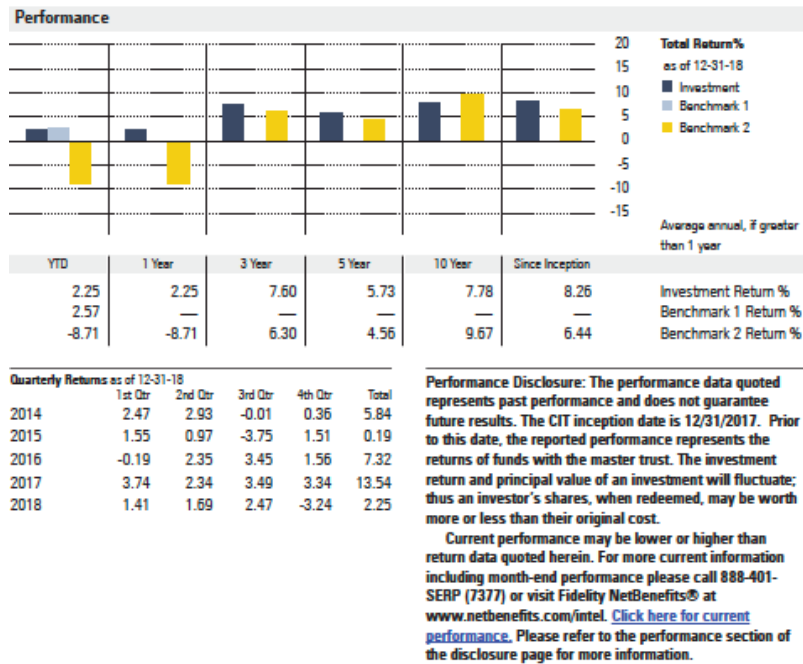 Performance
20
15
10
5
0
-5
-10
-15
Total Return%
as of 12-31-18
Investment
Benchmark 1
Benchmark 2
Average annual, if greater
than 1 year
YTD 1 Year 3 Year 5 Year 10 Year Since Inception
2.25 2.25 7.60 5.73 7.78 8.26 Investment Return %
2.57 — — — — — Benchmark 1 Return %
-8.71 -8.71 6.30 4.56 9.67 6.44 Benchmark 2 Return %
Quarterly Returns as of 12-31-18
1st Qtr 2nd Qtr 3rd Qtr 4th Qtr Total
2014 2.47 2.93 -0.01 0.36 5.84
2015 1.55 0.97 -3.75 1.51 0.19
2016 -0.19 2.35 3.45 1.56 7.32
2017 3.74 2.34 3.49 3.34 13.54
2018 1.41 1.69 2.47 -3.24 2.25
Performance Disclosure: The performance data quoted
represents past performance and does not guarantee
future results. The CIT inception date is 12/31/2017. Prior
to this date, the reported performance represents the
returns of funds with the master trust. The investment
return and principal value of an investment will fluctuate;
thus an investor's shares, when redeemed, may be worth
more or less than their original cost.
Current performance may be lower or higher than
return data quoted herein. For more current information
including month-end performance please call 888-401-
SERP (7377) or visit Fidelity NetBenefits® at
www.netbenefits.com/intel. Click here for current
performance. Please refer to the performance section of
the disclosure page for more information.